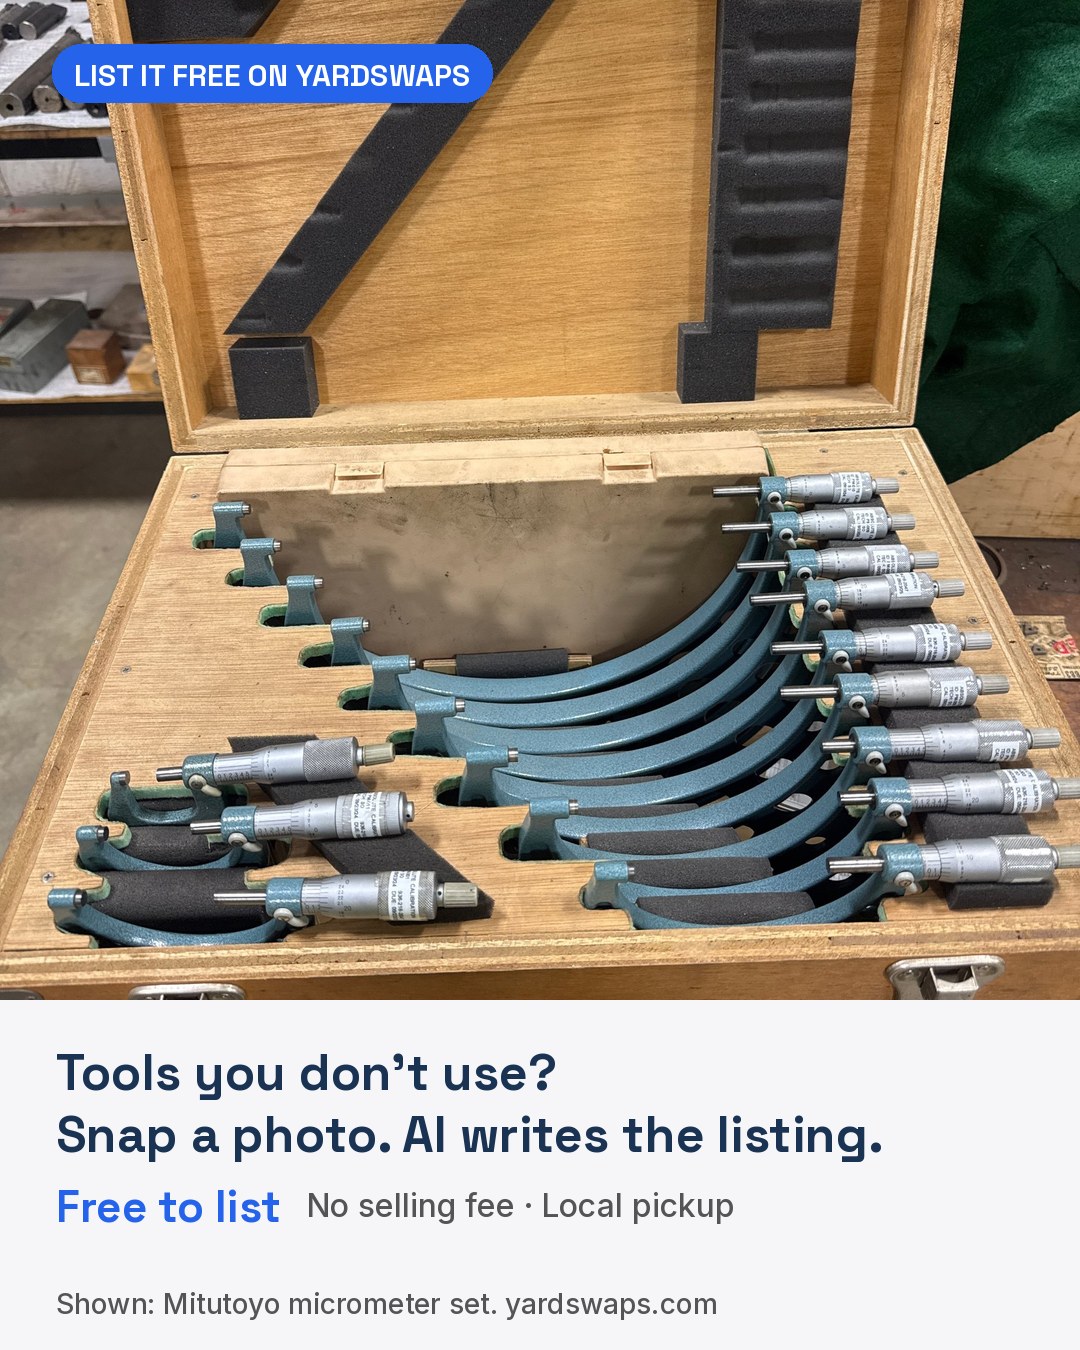 LIST IT FREE ON YARDSWAPS
Tools you don’t use?
Snap a photo. AI writes the listing.
Free to list No selling fee · Local pickup
Shown: Mitutoyo micrometer set. yardswaps.com